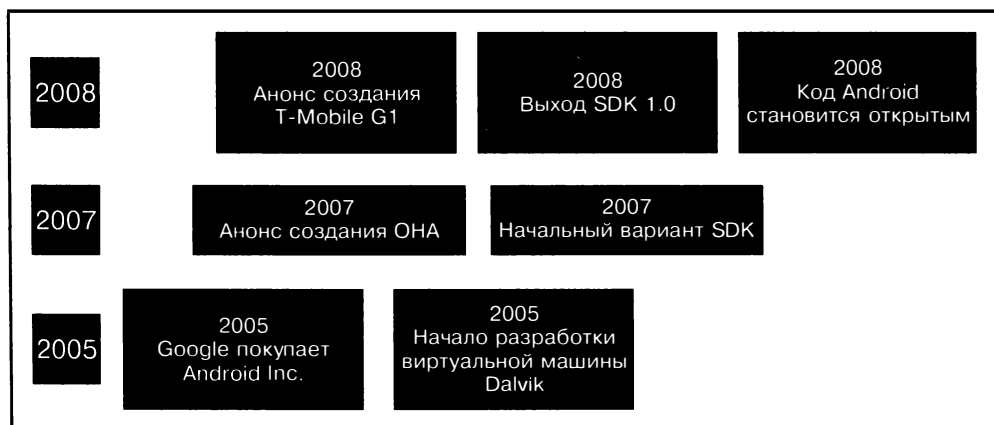 2008
2008
Анонс создания
T-Mobile G1
2008
Выход SDK 1.0
2008
Код Android
становится открытым
2007
2007
Анонс создания ОНА
2007
Начальный вариант SDK
2005
2005
Google покупает
Android Inc.
2005
Начало разработки
виртуальной машины
Dalvik